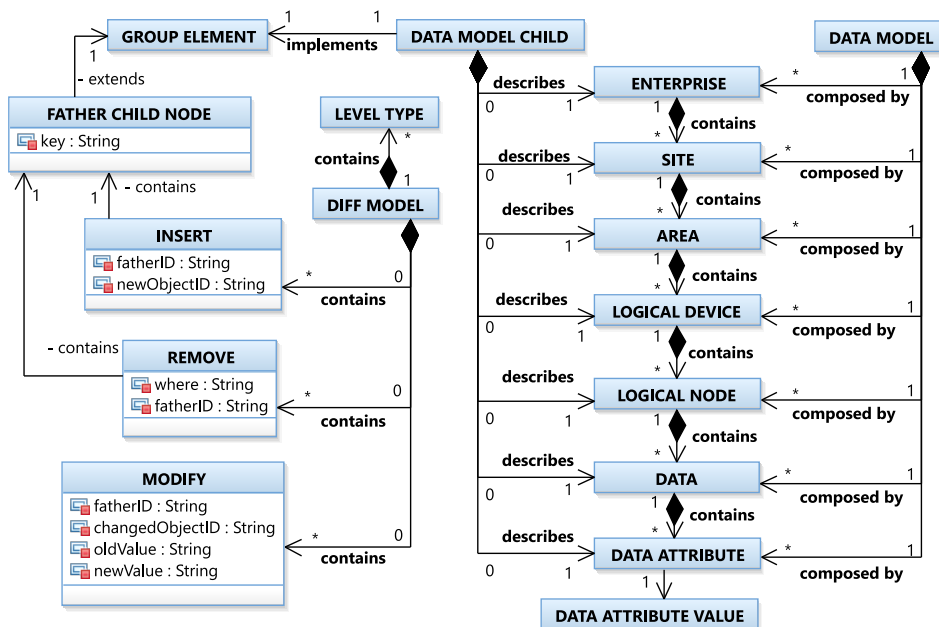 GROUP ELEMENT
1
implements
1
DATA MODEL CHILD
DATA MODEL
1
- extends
FATHER CHILD NODE
key : String
LEVEL TYPE
*
contains
1
DIFF MODEL
1
- contains
1
INSERT
fatherID : String
newObjectID : String
*
0
contains
- contains
REMOVE
where : String
fatherID : String
*
0
contains
MODIFY
fatherID : String
changedObjectID : String
oldValue : String
newValue : String
*
0
contains
describes
0
1
ENTERPRISE
*
1
composed by
1
contains
*
describes
0
1
SITE
*
1
composed by
1
contains
*
describes
0
1
AREA
*
1
composed by
1
contains
*
describes
0
1
LOGICAL DEVICE
*
1
composed by
1
contains
*
describes
0
1
LOGICAL NODE
*
1
composed by
1
contains
*
describes
0
1
DATA
*
1
composed by
1
contains
*
describes
0
1
DATA ATTRIBUTE
*
1
composed by
1
DATA ATTRIBUTE VALUE